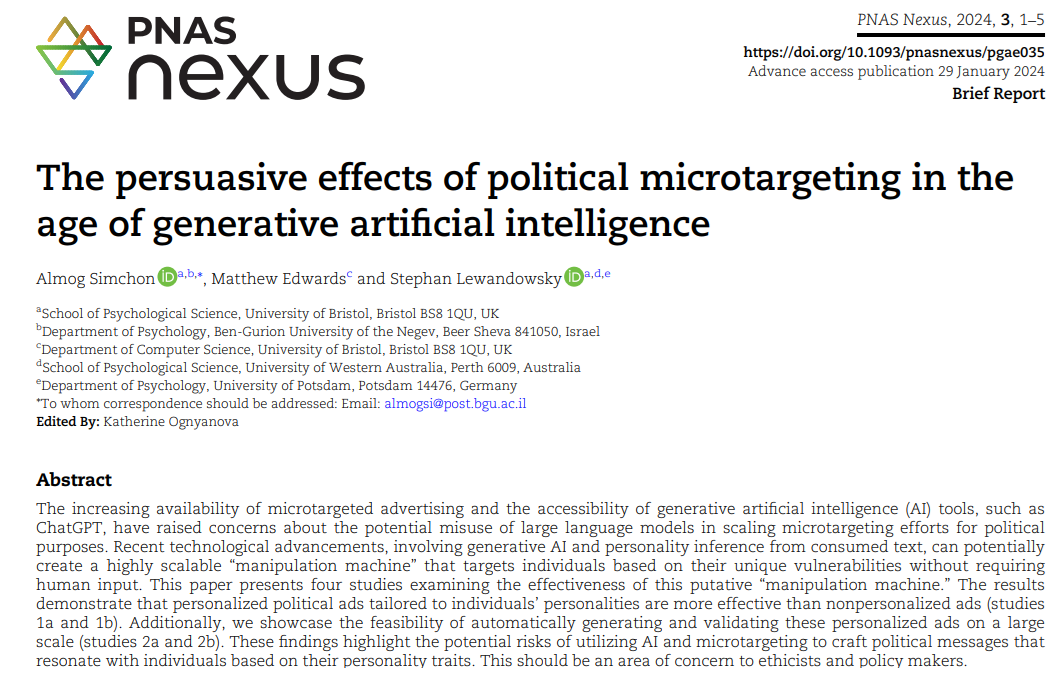 PNAS
nexus
PNAS Nexus, 2024, 3, 1–5
https://doi.org/10.1093/pnasnexus/pgae035
Advance access publication 29 January 2024
Brief Report
The persuasive effects of political microtargeting in the
age of generative artificial intelligence
Almog Simchon iD a,b,*, Matthew Edwards c and Stephan Lewandowsky iD a,d,e
aSchool of Psychological Science, University of Bristol, Bristol BS8 1QU, UK
bDepartment of Psychology, Ben-Gurion University of the Negev, Beer Sheva 841050, Israel
cDepartment of Computer Science, University of Bristol, Bristol BS8 1QU, UK
dSchool of Psychological Science, University of Western Australia, Perth 6009, Australia
eDepartment of Psychology, University of Potsdam, Potsdam 14476, Germany
*To whom correspondence should be addressed: Email: almogsi@post.bgu.ac.il
Edited By: Katherine Ognyanova
Abstract
The increasing availability of microtargeted advertising and the accessibility of generative artificial intelligence (AI) tools, such as
ChatGPT, have raised concerns about the potential misuse of large language models in scaling microtargeting efforts for political
purposes. Recent technological advancements, involving generative AI and personality inference from consumed text, can potentially
create a highly scalable “manipulation machine” that targets individuals based on their unique vulnerabilities without requiring
human input. This paper presents four studies examining the effectiveness of this putative “manipulation machine.” The results
demonstrate that personalized political ads tailored to individuals’ personalities are more effective than nonpersonalized ads (studies
1a and 1b). Additionally, we showcase the feasibility of automatically generating and validating these personalized ads on a large
scale (studies 2a and 2b). These findings highlight the potential risks of utilizing AI and microtargeting to craft political messages that
resonate with individuals based on their personality traits. This should be an area of concern to ethicists and policy makers.